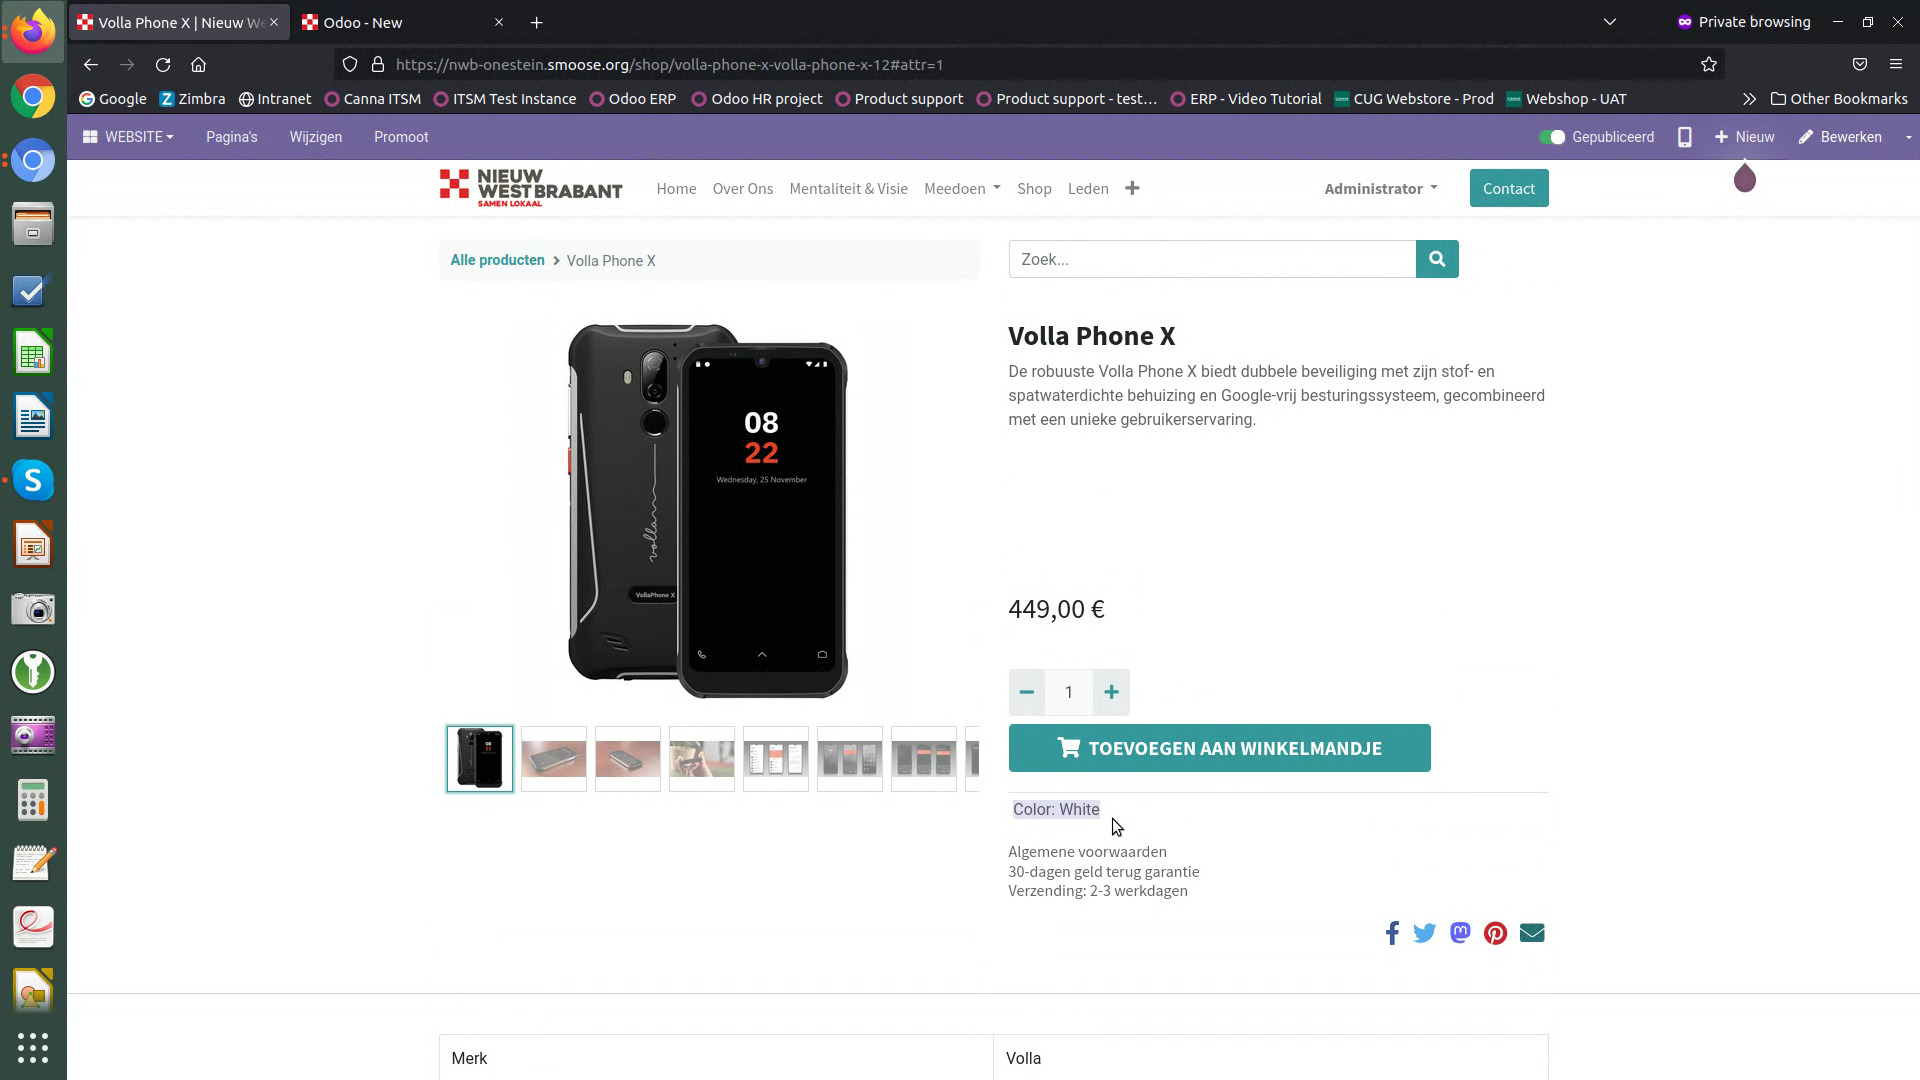 Volla Phone X | Nieuw We
Odoo - New
Private browsing
https://nwb-onestein.smoose.org/shop/volla-phone-x-volla-phone-x-12#attr=1
Google Zimbra Intranet Canna ITSM ITSM Test Instance Odoo ERP Odoo HR project Product support Product support - test… ERP - Video Tutorial CUG Webstore - Prod Webshop - UAT Other Bookmarks
WEBSITE Pagina's Wijzigen Promoot Gepubliceerd Nieuw Bewerken
NIEUW
WESTBRABANT
SAMEN LOKAAL
Home Over Ons Mentaliteit & Visie Meedoen Shop Leden Administrator Contact
Alle producten Volla Phone X
Zoek...
Volla Phone X
De robuuste Volla Phone X biedt dubbele beveiliging met zijn stof- en
spatwaterdichte behuizing en Google-vrij besturingssysteem, gecombineerd
met een unieke gebruikerservaring.
08
22
Wednesday, 25 November
volla
VollaPhone X
449,00 €
1
TOEVOEGEN AAN WINKELMANDJE
Color: White
Algemene voorwaarden
30-dagen geld terug garantie
Verzending: 2-3 werkdagen
Merk Volla